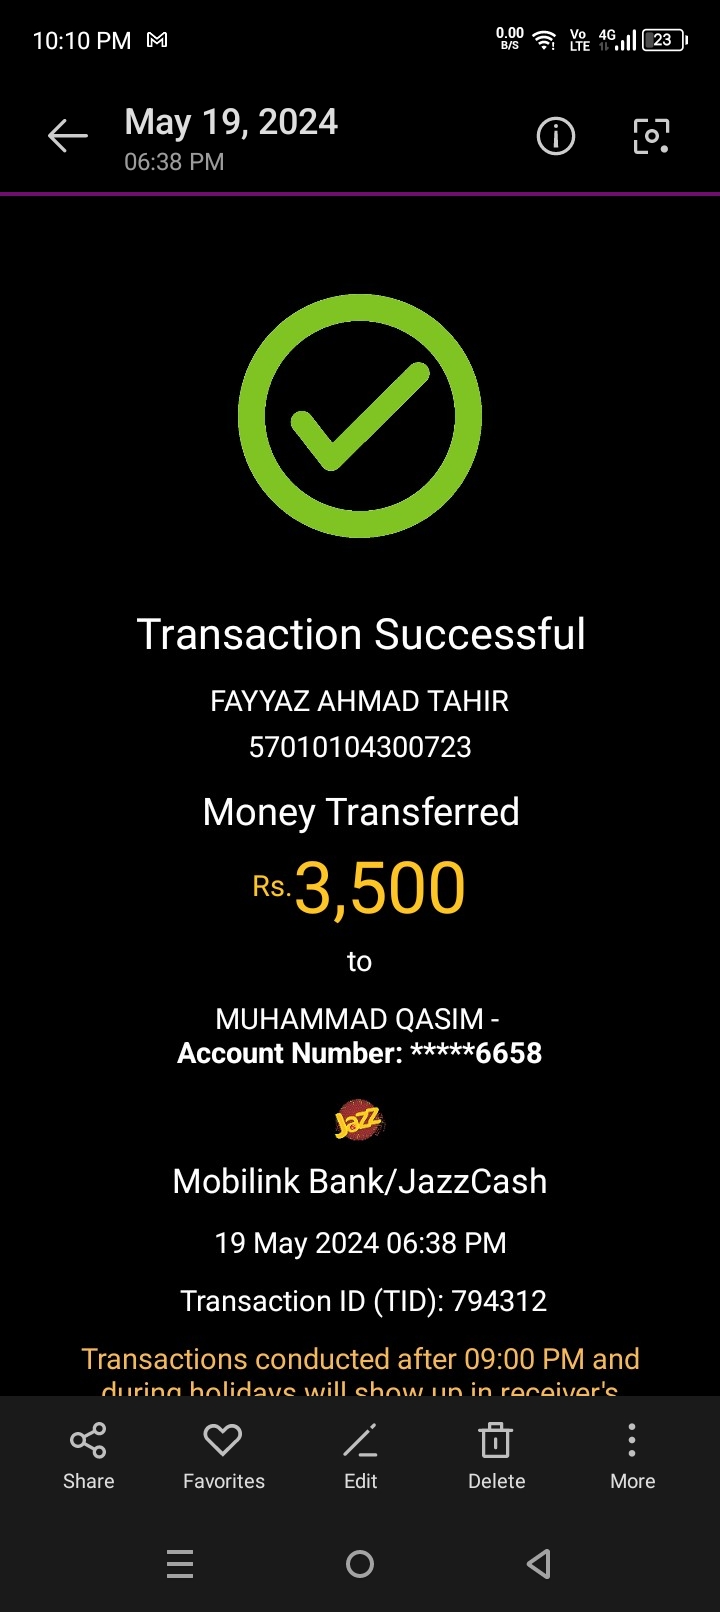 10:10 PM
0.00 B/S
Vo LTE
4G
23
May 19, 2024
06:38 PM
Transaction Successful
FAYYAZ AHMAD TAHIR
57010104300723
Money Transferred
Rs.3,500
to
MUHAMMAD QASIM -
Account Number: *****6658
Jazz
Mobilink Bank/JazzCash
19 May 2024 06:38 PM
Transaction ID (TID): 794312
Transactions conducted after 09:00 PM and
during holidays will show up in receiver's
Share
Favorites
Edit
Delete
More